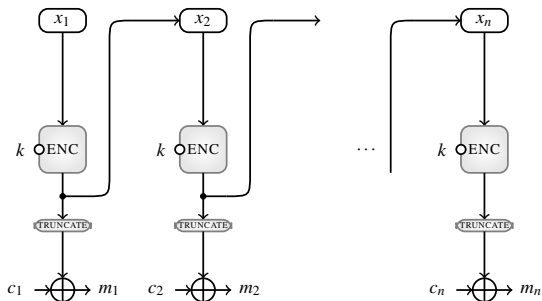 x₁ x₂ xₙ
k ENC k ENC ⋯ k ENC
TRUNCATE TRUNCATE TRUNCATE
c₁ m₁ c₂ m₂ cₙ mₙ